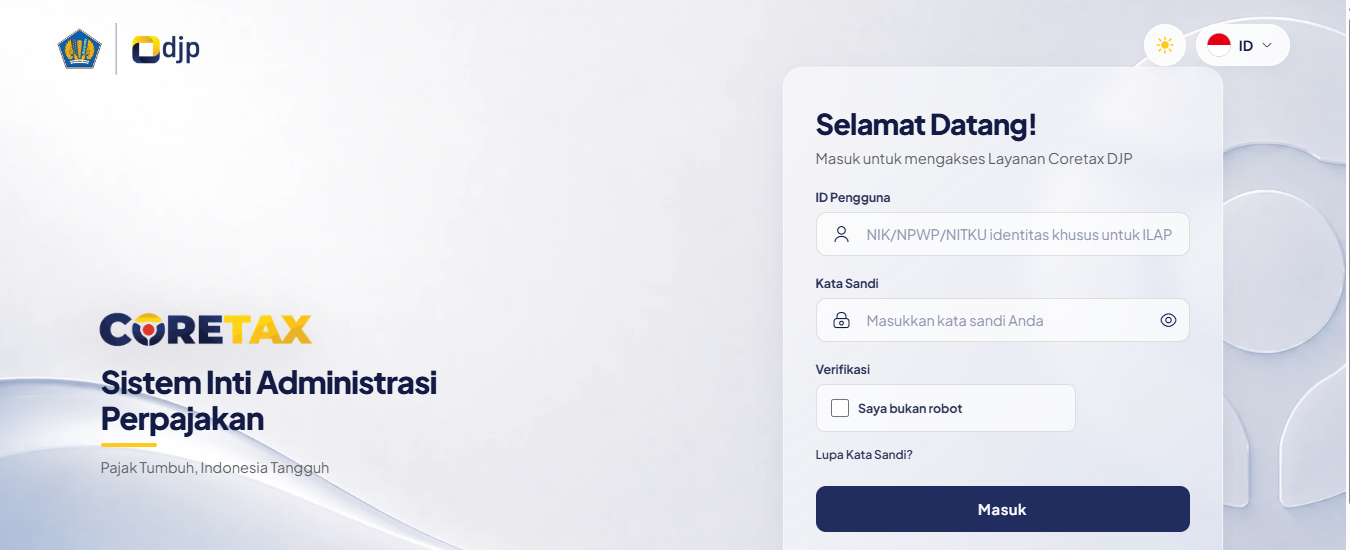 djp
ID
Selamat Datang!
Masuk untuk mengakses Layanan Coretax DJP
ID Pengguna
NIK/NPWP/NITKU identitas khusus untuk ILAP
Kata Sandi
Masukkan kata sandi Anda
Verifikasi
Saya bukan robot
Lupa Kata Sandi?
Masuk
CORETAX
Sistem Inti Administrasi
Perpajakan
Pajak Tumbuh, Indonesia Tangguh